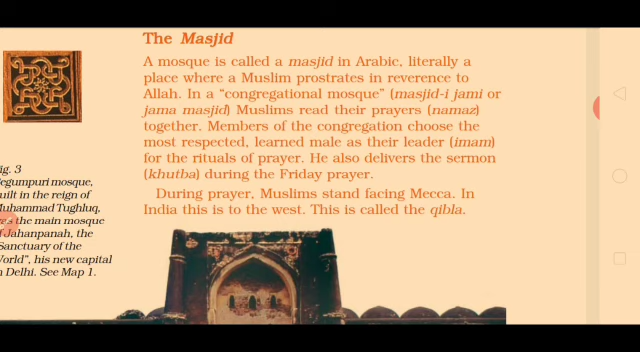 The Masjid
A mosque is called a masjid in Arabic, literally a
place where a Muslim prostrates in reverence to
Allah. In a “congregational mosque” (masjid-i jami or
jama masjid) Muslims read their prayers (namaz)
together. Members of the congregation choose the
most respected, learned male as their leader (imam)
for the rituals of prayer. He also delivers the sermon
(khutba) during the Friday prayer.
During prayer, Muslims stand facing Mecca. In
India this is to the west. This is called the qibla.
ig. 3
egumpuri mosque,
uilt in the reign of
Muhammad Tughluq,
as the main mosque
f Jahanpanah, the
Sanctuary of the
World”, his new capital
n Delhi. See Map 1.